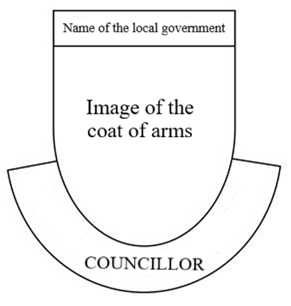 Name of the local government
Image of the
coat of arms
COUNCILLOR